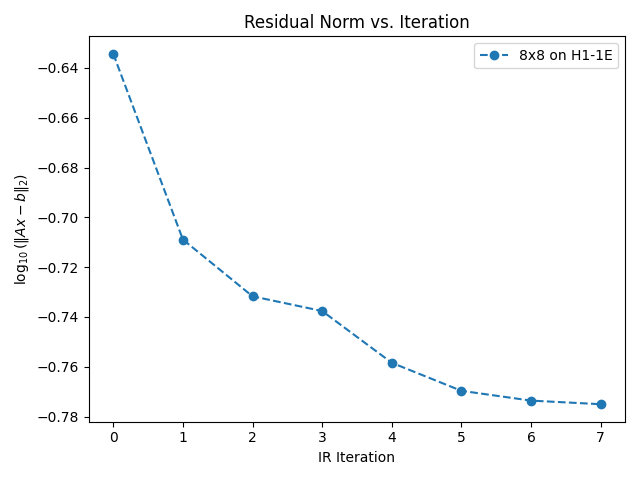 Residual Norm vs. Iteration
8x8 on H1-1E
log₁₀(‖Ax − b‖₂)
−0.64
−0.66
−0.68
−0.70
−0.72
−0.74
−0.76
−0.78
0 1 2 3 4 5 6 7
IR Iteration